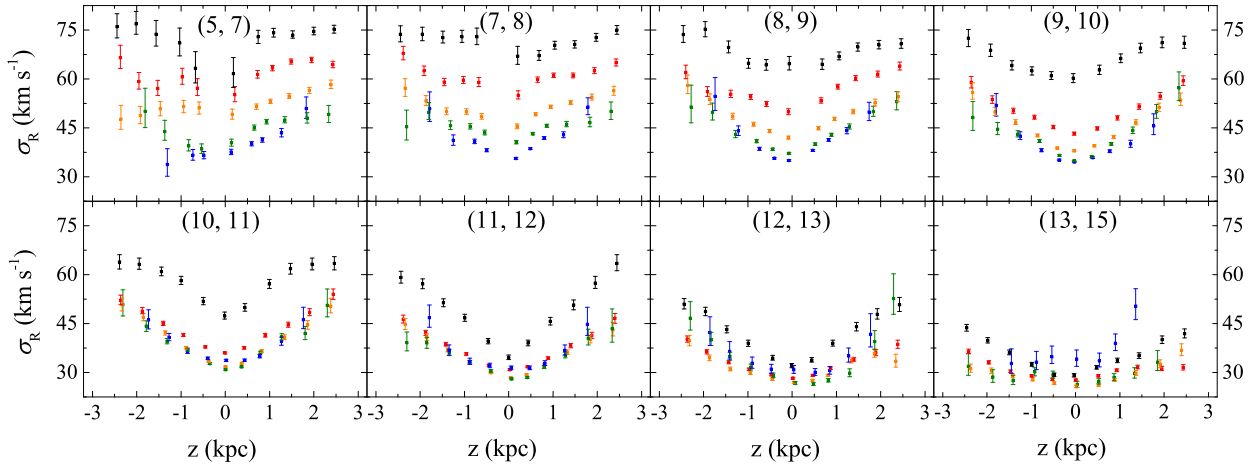 (5, 7) (7, 8) (8, 9) (9, 10)
75 75
60 60
σR (km s-1)
45 45
30 30
(10, 11) (11, 12) (12, 13) (13, 15)
75 75
60 60
σR (km s-1)
45 45
30 30
-3 -2 -1 0 1 2 3 -2 -1 0 1 2 3 -2 -1 0 1 2 3 -2 -1 0 1 2 3
z (kpc) z (kpc) z (kpc) z (kpc)